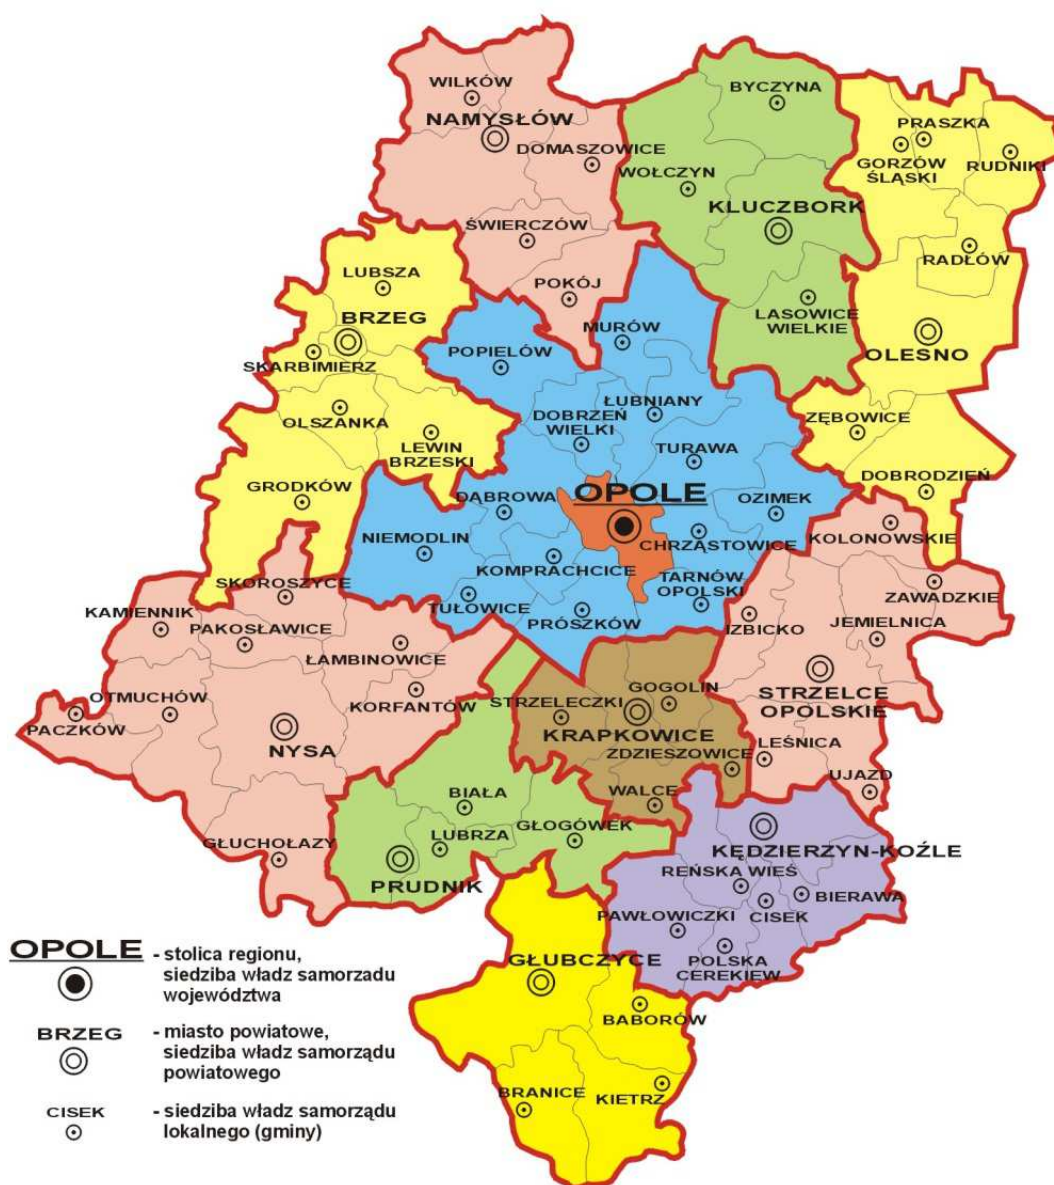 WILKÓW
NAMYSŁÓW
DOMASZOWICE
ŚWIERCZÓW
POKÓJ
BYCZYNA
WOŁCZYN
KLUCZBORK
LASOWICE
WIELKIE
PRASZKA
GORZÓW
ŚLĄSKI
RUDNIKI
RADŁÓW
OLESNO
ZĘBOWICE
DOBRODZIEŃ
LUBSZA
BRZEG
SKARBIMIERZ
OLSZANKA
LEWIN
BRZESKI
GRODKÓW
MURÓW
POPIELÓW
ŁUBNIANY
DOBRZEŃ
WIELKI
TURAWA
DĄBROWA
OPOLE
OZIMEK
NIEMODLIN
CHRZĄSTOWICE
KOMPRACHCICE
TARNÓW
OPOLSKI
TUŁOWICE
PRÓSZKÓW
KOLONOWSKIE
ZAWADZKIE
IZBICKO
JEMIELNICA
STRZELCE
OPOLSKIE
LEŚNICA
UJAZD
SKOROSZYCE
KAMIENNIK
PAKOSŁAWICE
ŁAMBINOWICE
OTMUCHÓW
PACZKÓW
KORFANTÓW
NYSA
GŁUCHOŁAZY
STRZELECZKI
GOGOLIN
KRAPKOWICE
ZDZIESZOWICE
WALCE
BIAŁA
LUBRZA
GŁOGÓWEK
PRUDNIK
KĘDZIERZYN-KOŹLE
REŃSKA WIEŚ
BIERAWA
CISEK
PAWŁOWICZKI
POLSKA
CEREKIEW
GŁUBCZYCE
BABORÓW
BRANICE
KIETRZ
OPOLE
- stolica regionu,
siedziba władz samorzadu
województwa
BRZEG
- miasto powiatowe,
siedziba władz samorządu
powiatowego
CISEK
- siedziba władz samorządu
lokalnego (gminy)